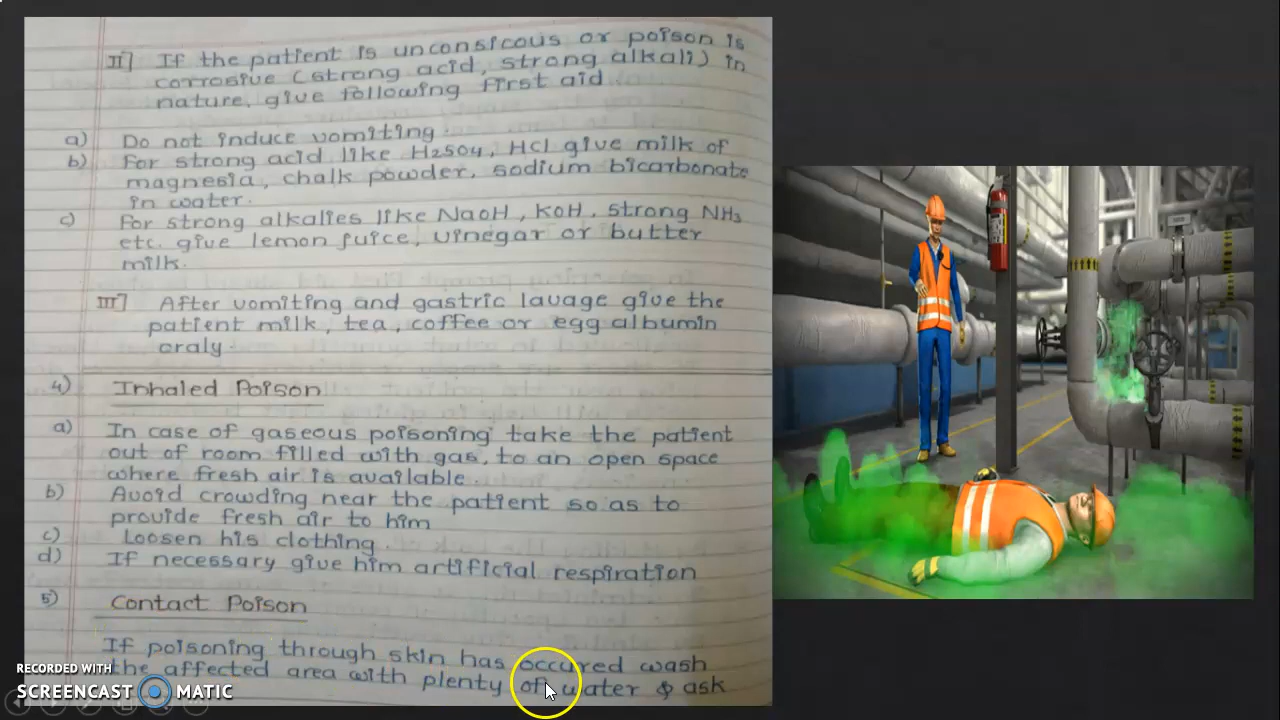 II] If the patient is unconsicous or poison is
corrosive (strong acid, strong alkali) in
nature, give following first aid.
a) Do not induce vomiting.
b) For strong acid like H2SO4, HCl give milk of
magnesia, chalk powder, sodium bicarbonate
in water.
c) For strong alkalies like NaOH, KOH, strong NH3
etc. give lemon juice, vinegar or butter
milk.
III] After vomiting and gastric lavage give the
patient milk, tea, coffee or egg albumin
oraly.
4) Inhaled Poison
a) In case of gaseous poisoning take the patient
out of room filled with gas, to an open space
where fresh air is available.
b) Avoid crowding near the patient so as to
provide fresh air to him
c) Loosen his clothing.
d) If necessary give him artificial respiration
5) Contact Poison
If poisoning through skin has occured wash
the affected area with plenty of water & ask
RECORDED WITH
SCREENCAST MATIC